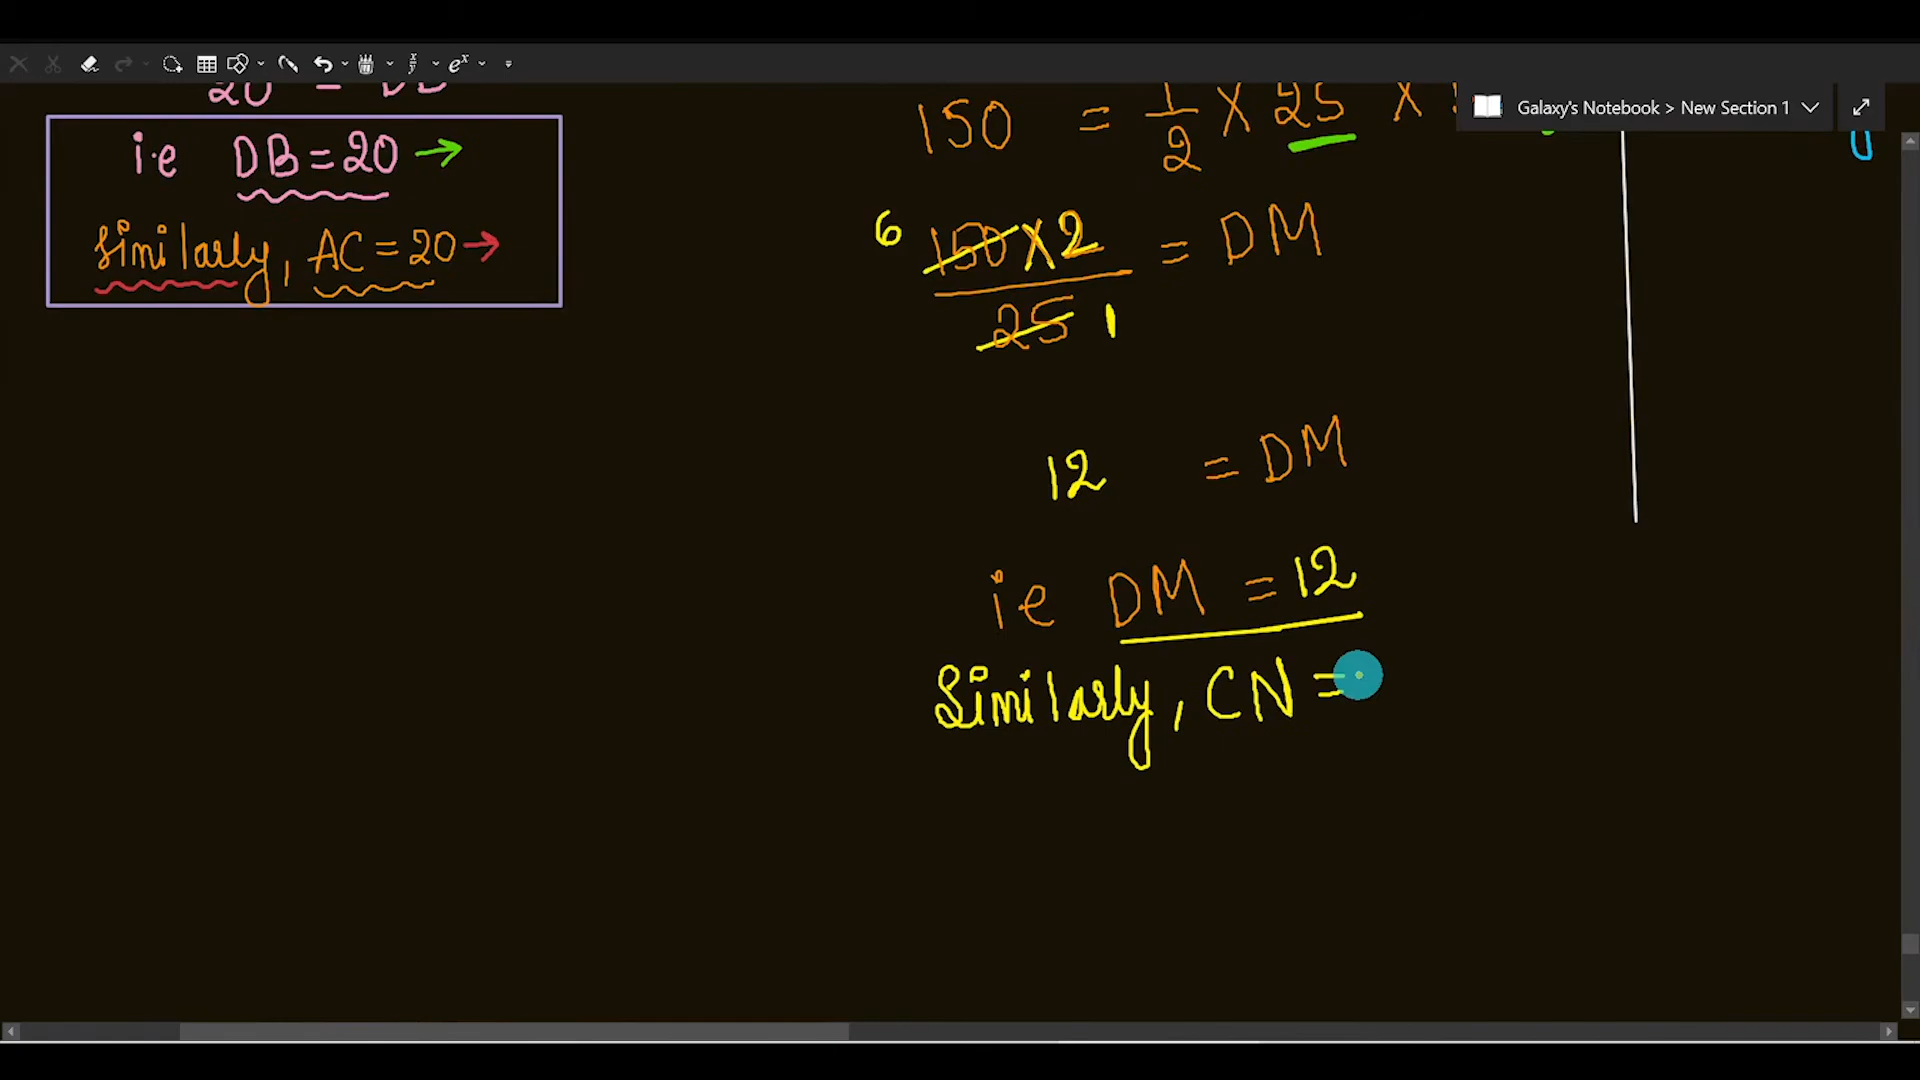 Galaxy's Notebook > New Section 1
i.e DB = 20 →
Similarly, AC = 20 →
150 = 1/2 X 25 X
6 150 X 2 = DM
25 1
12 = DM
ie DM = 12
Similarly, CN =